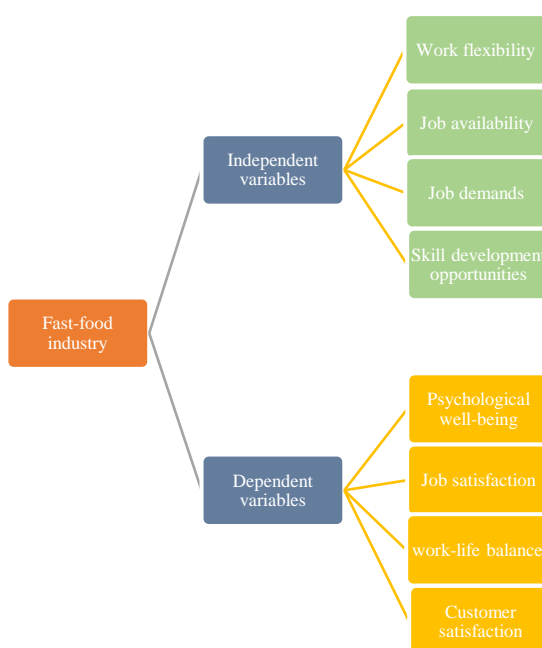 Work flexibility
Job availability
Independent
variables
Job demands
Skill development
opportunities
Fast-food
industry
Psychological
well-being
Dependent
variables
Job satisfaction
work-life balance
Customer
satisfaction